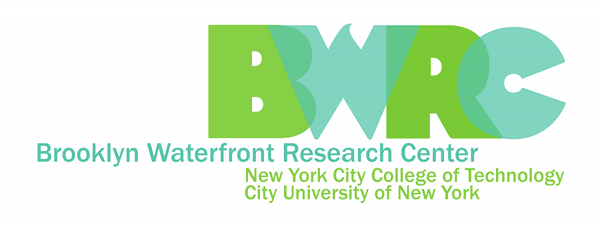 BWRC
Brooklyn Waterfront Research Center
New York City College of Technology
City University of New York